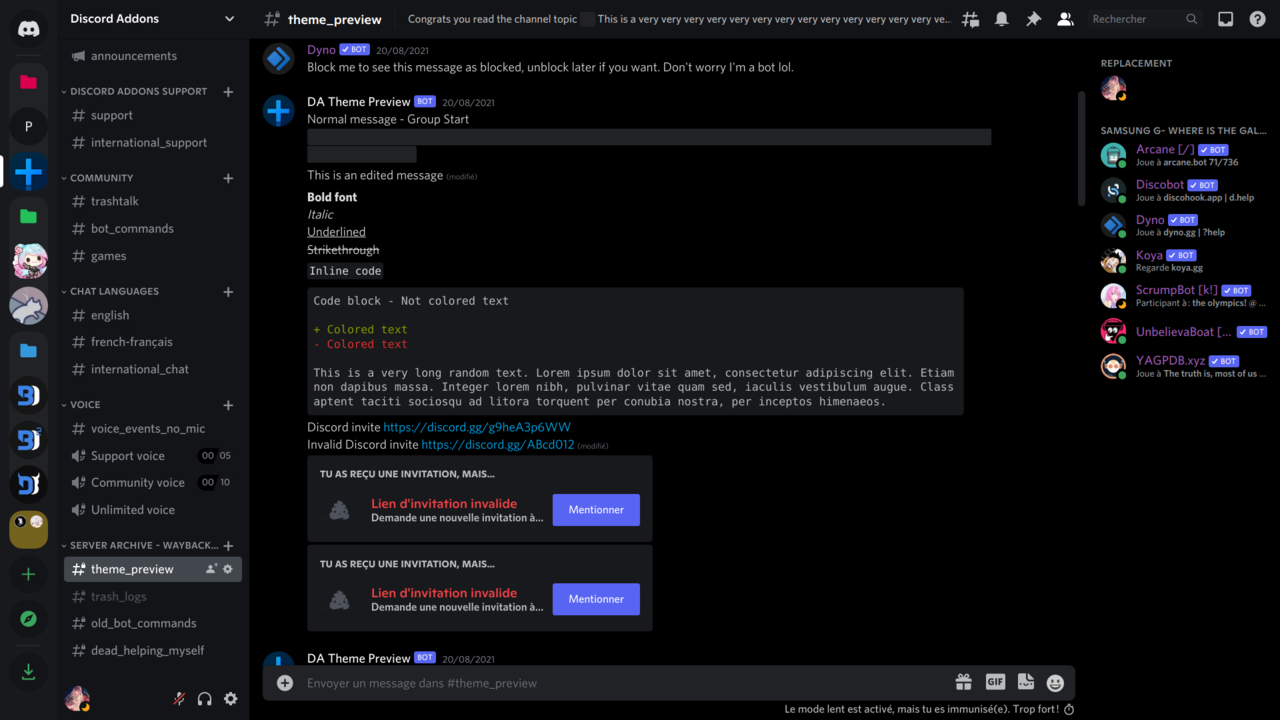 Discord Addons
theme_preview
Congrats you read the channel topic This is a very very very very very very very very very very very very very ve...
Rechercher
announcements
DISCORD ADDONS SUPPORT
support
international_support
COMMUNITY
trashtalk
bot_commands
games
CHAT LANGUAGES
english
french-français
international_chat
VOICE
voice_events_no_mic
Support voice 00 05
Community voice 00 10
Unlimited voice
SERVER ARCHIVE - WAYBACK...
theme_preview
trash_logs
old_bot_commands
dead_helping_myself
P
Dyno BOT 20/08/2021
Block me to see this message as blocked, unblock later if you want. Don't worry I'm a bot lol.
DA Theme Preview BOT 20/08/2021
Normal message - Group Start
This is an edited message (modifié)
Bold font
Italic
Underlined
Strikethrough
Inline code
Code block - Not colored text
+ Colored text
- Colored text
This is a very long random text. Lorem ipsum dolor sit amet, consectetur adipiscing elit. Etiam
non dapibus massa. Integer lorem nibh, pulvinar vitae quam sed, iaculis vestibulum augue. Class
aptent taciti sociosqu ad litora torquent per conubia nostra, per inceptos himenaeos.
Discord invite https://discord.gg/g9heA3p6WW
Invalid Discord invite https://discord.gg/ABcd012 (modifié)
TU AS REÇU UNE INVITATION, MAIS...
Lien d'invitation invalide
Demande une nouvelle invitation à...
Mentionner
TU AS REÇU UNE INVITATION, MAIS...
Lien d'invitation invalide
Demande une nouvelle invitation à...
Mentionner
DA Theme Preview BOT 20/08/2021
Envoyer un message dans #theme_preview
GIF
Le mode lent est activé, mais tu es immunisé(e). Trop fort !
REPLACEMENT
SAMSUNG G- WHERE IS THE GAL...
Arcane [/] BOT
Joue à arcane.bot 71/736
Discobot BOT
Joue à discohook.app | d.help
Dyno BOT
Joue à dyno.gg | ?help
Koya BOT
Regarde koya.gg
ScrumpBot [k!] BOT
Participant à : the olympics! @ ...
UnbelievaBoat [... BOT
YAGPDB.xyz BOT
Joue à The truth is, most of us ...